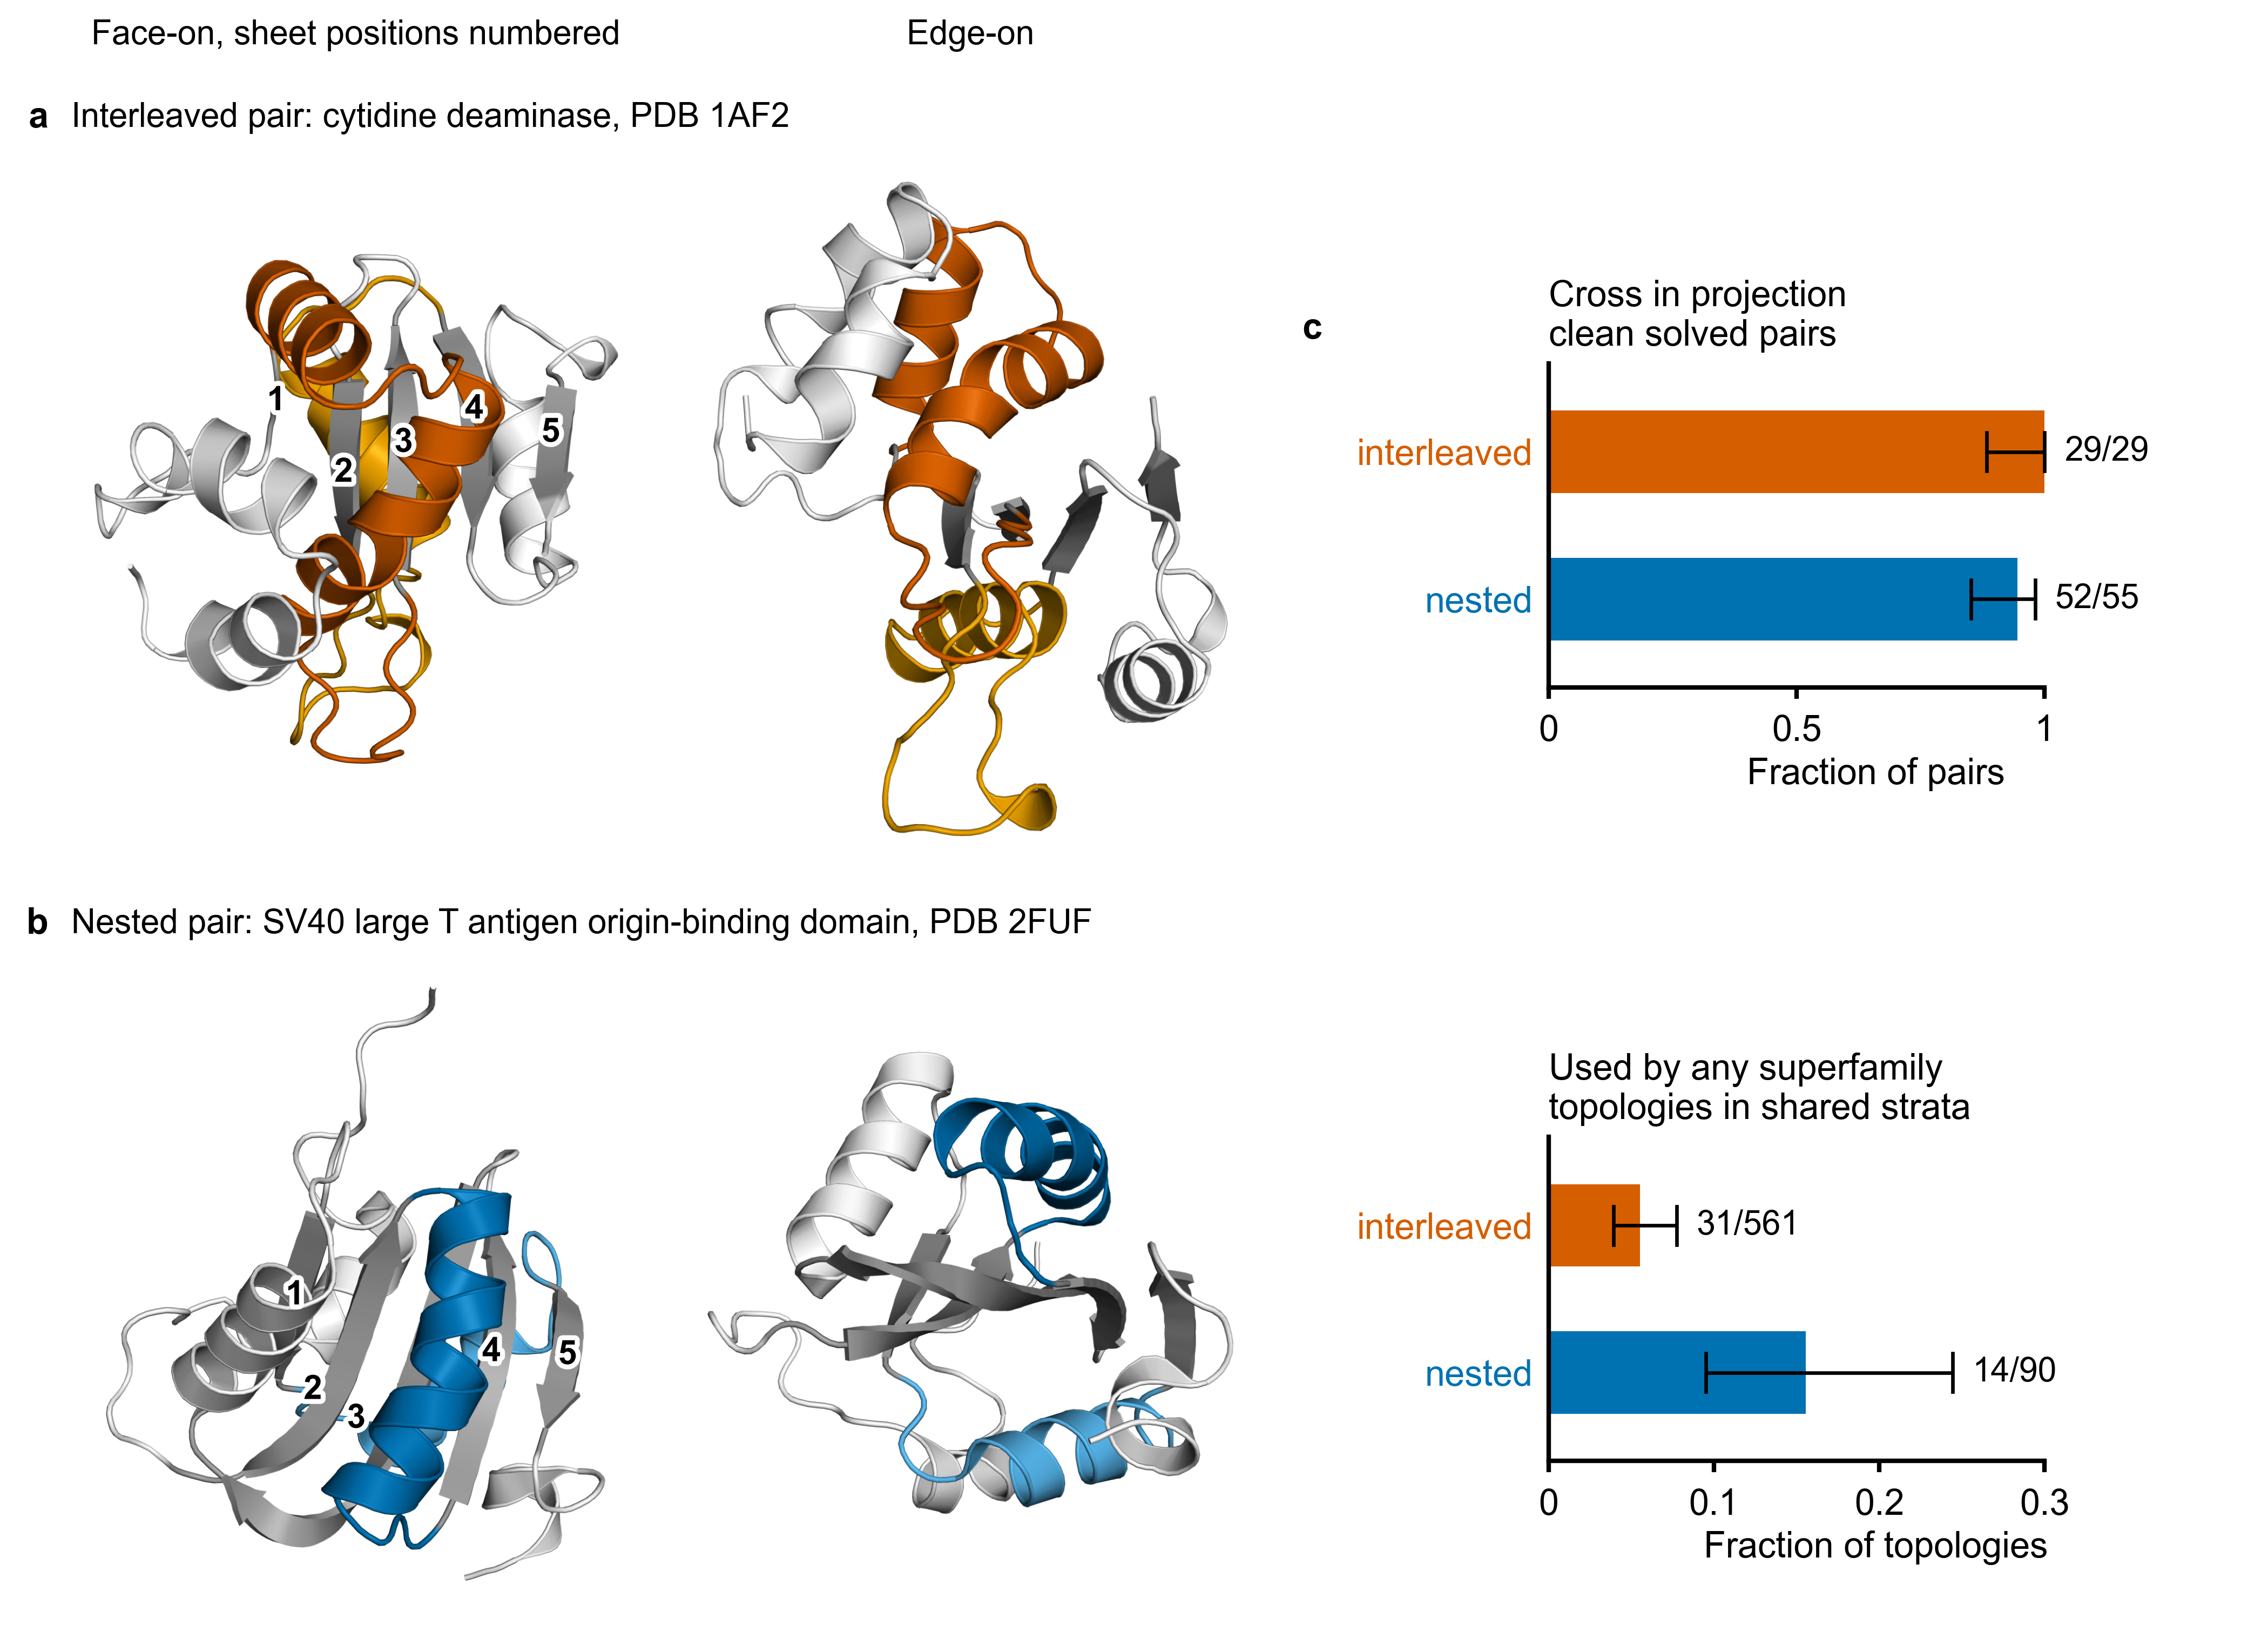 Face-on, sheet positions numbered
Edge-on
a Interleaved pair: cytidine deaminase, PDB 1AF2
1
2
3
4
5
b Nested pair: SV40 large T antigen origin-binding domain, PDB 2FUF
1
2
3
4
5
c
Cross in projection
clean solved pairs
interleaved
29/29
nested
52/55
0 0.5 1
Fraction of pairs
Used by any superfamily
topologies in shared strata
interleaved
31/561
nested
14/90
0 0.1 0.2 0.3
Fraction of topologies